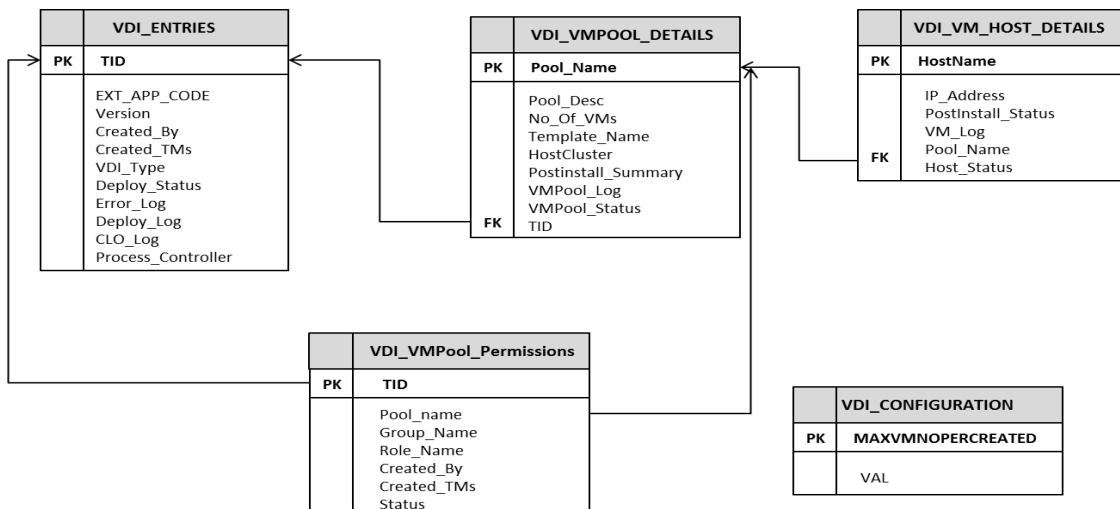 VDI_ENTRIES
PK TID
EXT_APP_CODE
Version
Created_By
Created_TMs
VDI_Type
Deploy_Status
Error_Log
Deploy_Log
CLO_Log
Process_Controller
VDI_VMPOOL_DETAILS
PK Pool_Name
Pool_Desc
No_Of_VMs
Template_Name
HostCluster
Postinstall_Summary
VMPool_Log
VMPool_Status
FK TID
VDI_VM_HOST_DETAILS
PK HostName
IP_Address
PostInstall_Status
VM_Log
Pool_Name
FK Host_Status
VDI_VMPool_Permissions
PK TID
Pool_name
Group_Name
Role_Name
Created_By
Created_TMs
Status
VDI_CONFIGURATION
PK MAXVMNOPERCREATED
VAL